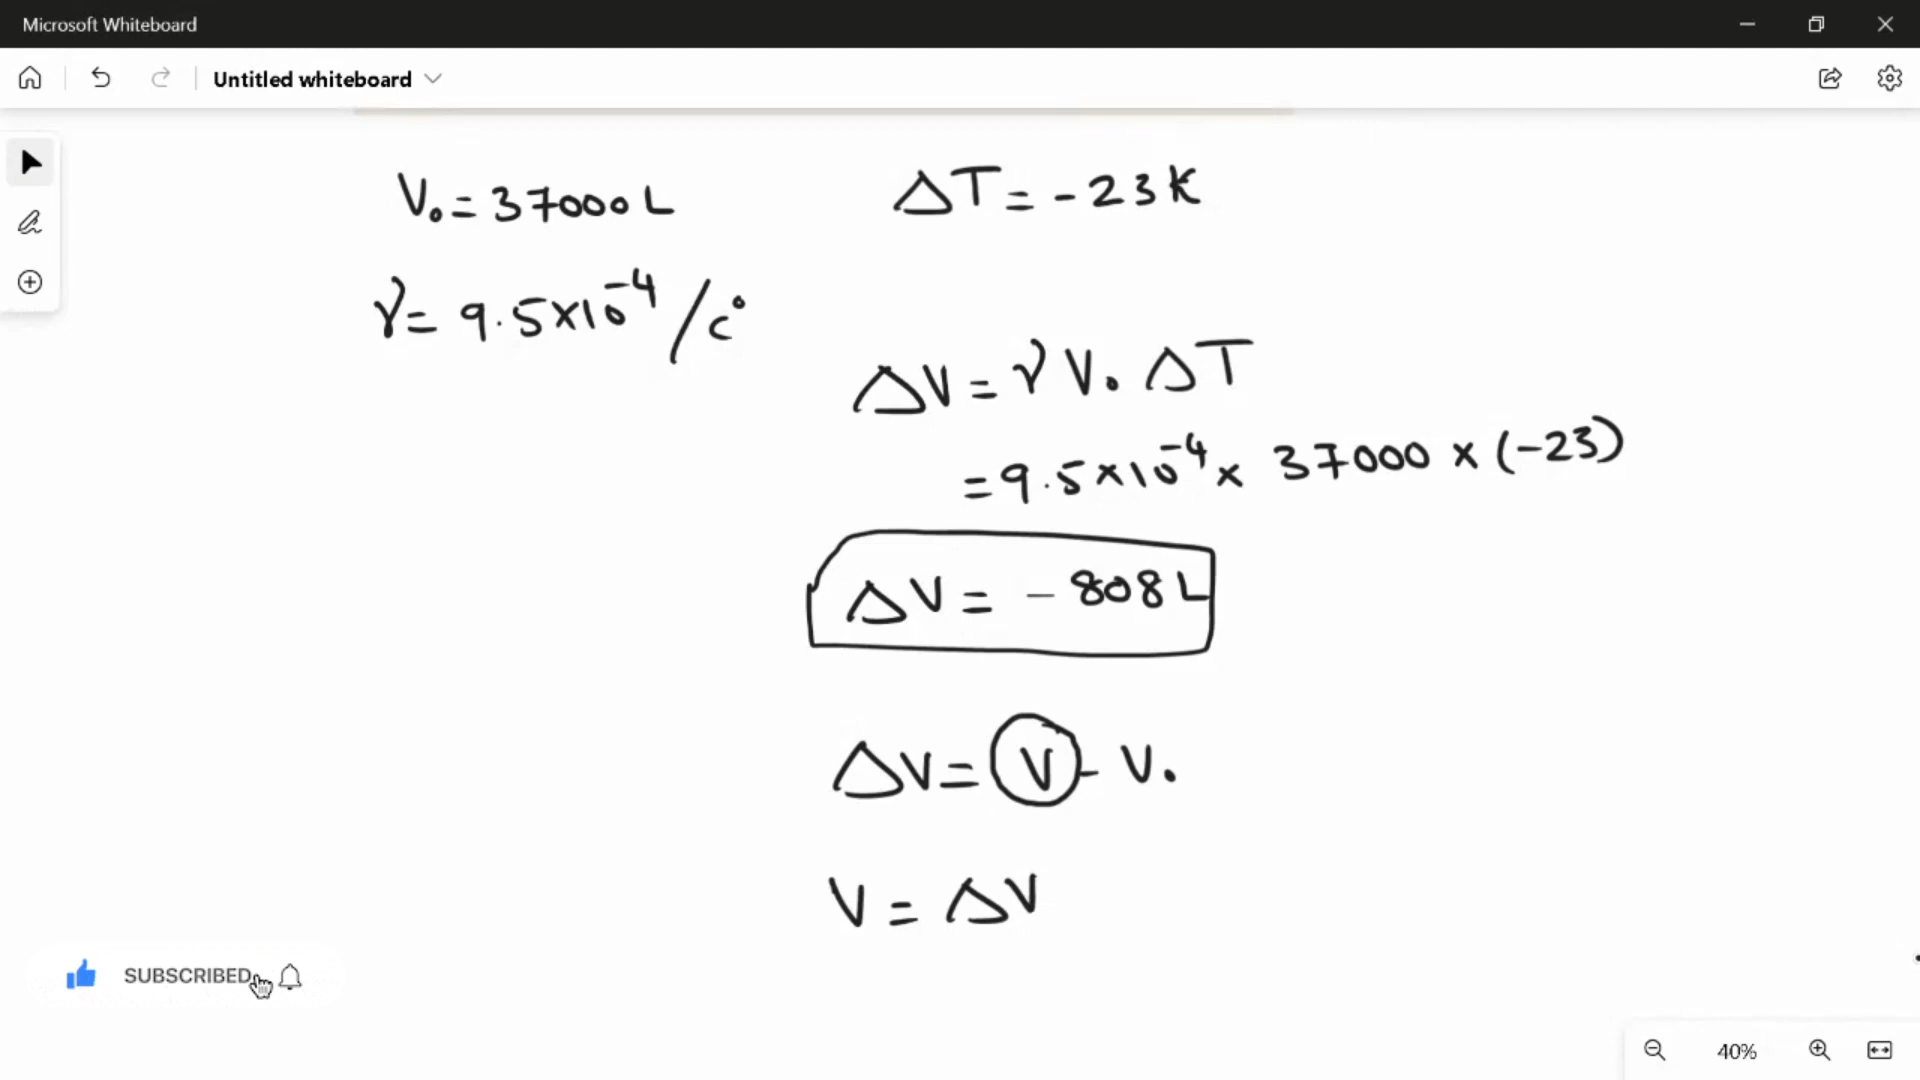 Microsoft Whiteboard
Untitled whiteboard
V₀ = 37000 L
ΔT = -23 K
γ = 9.5×10⁻⁴ / c°
ΔV = γ V₀ ΔT
= 9.5×10⁻⁴ × 37000 × (-23)
ΔV = - 808 L
ΔV = V - V₀
V = ΔV
SUBSCRIBED
40%